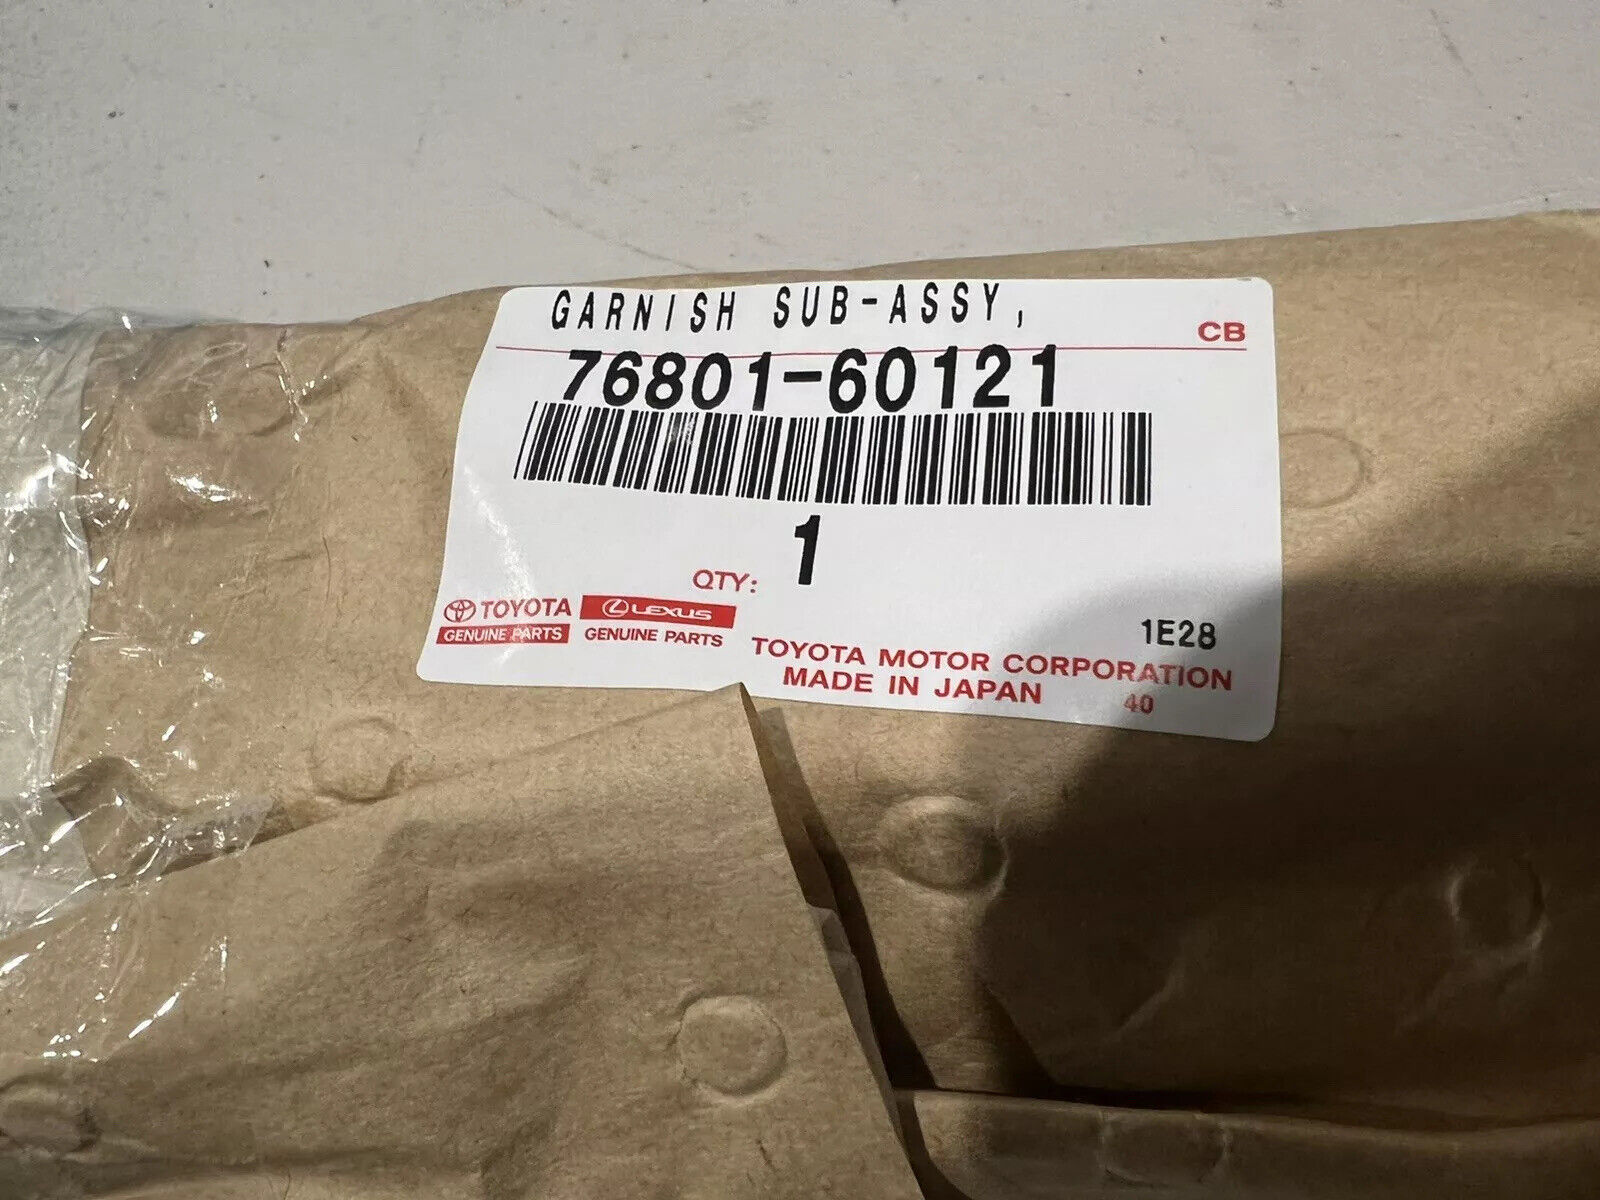 GARNISH SUB-ASSY,
CB
76801-60121
1
QTY:
TOYOTA
GENUINE PARTS
LEXUS
GENUINE PARTS
1E28
TOYOTA MOTOR CORPORATION
MADE IN JAPAN
40